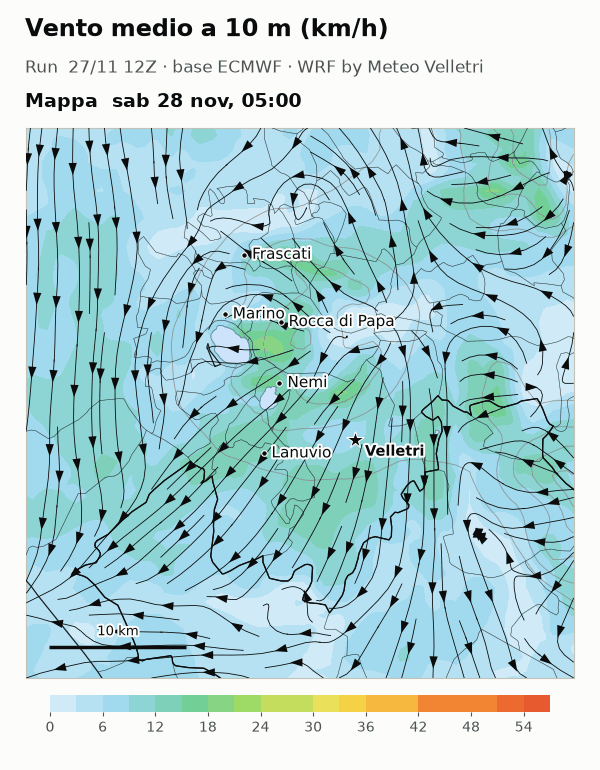 Vento medio a 10 m (km/h)
Run  27/11 12Z · base ECMWF · WRF by Meteo Velletri
Mappa  sab 28 nov, 05:00
Frascati
Marino
Rocca di Papa
Nemi
Velletri
Lanuvio
10 km
0 6 12 18 24 30 36 42 48 54